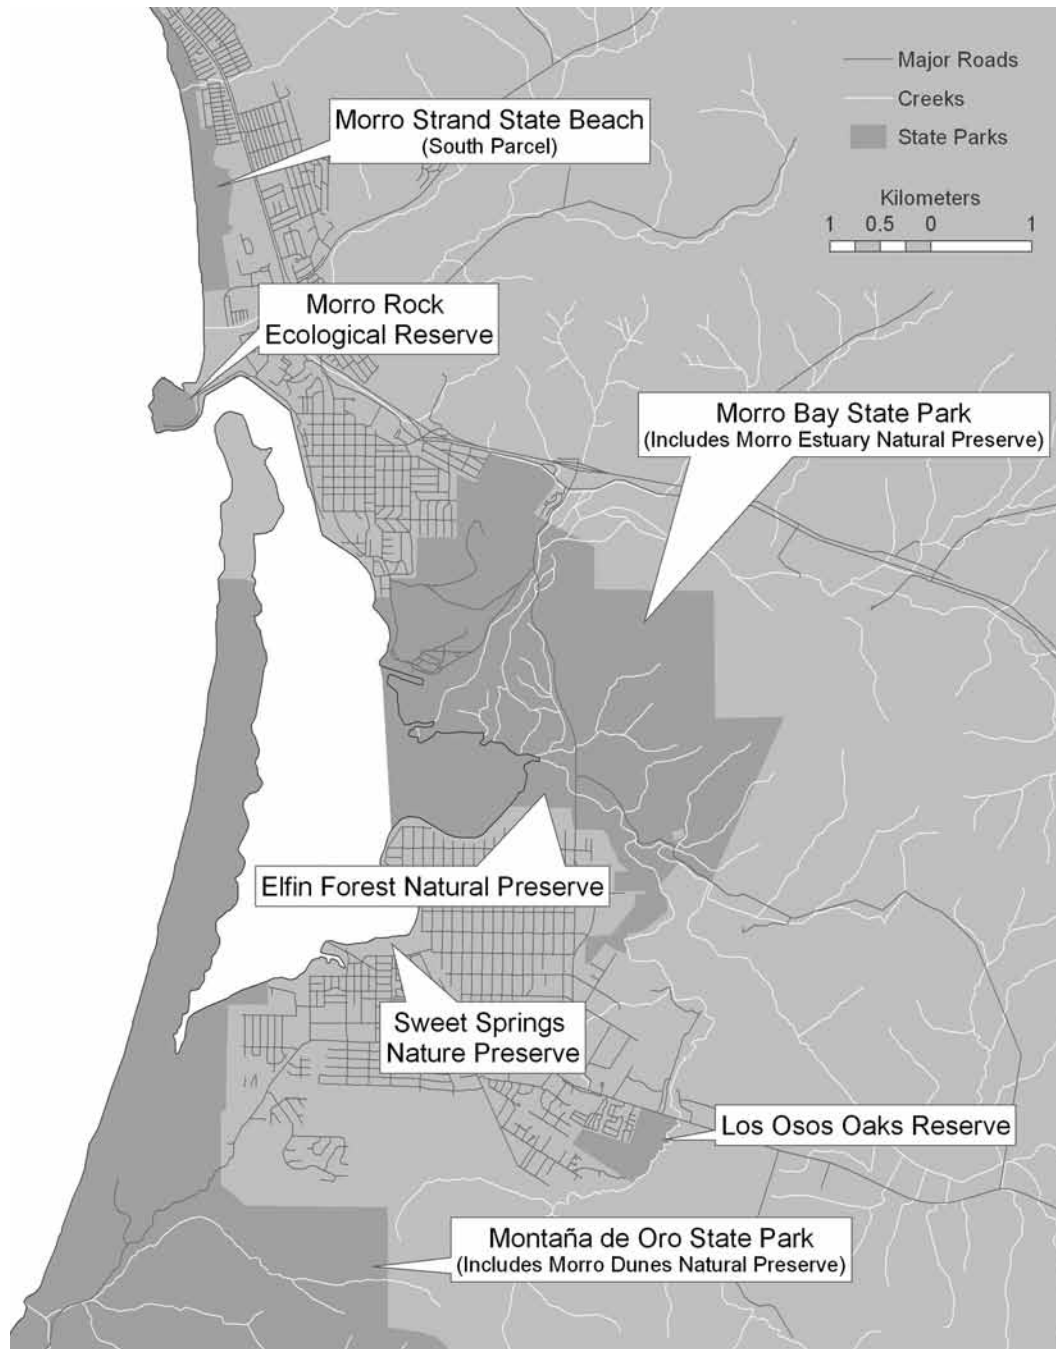 Major Roads
Creeks
State Parks
Kilometers
1 0.5 0 1
Morro Strand State Beach
(South Parcel)
Morro Rock
Ecological Reserve
Morro Bay State Park
(Includes Morro Estuary Natural Preserve)
Elfin Forest Natural Preserve
Sweet Springs
Nature Preserve
Los Osos Oaks Reserve
Montaña de Oro State Park
(Includes Morro Dunes Natural Preserve)